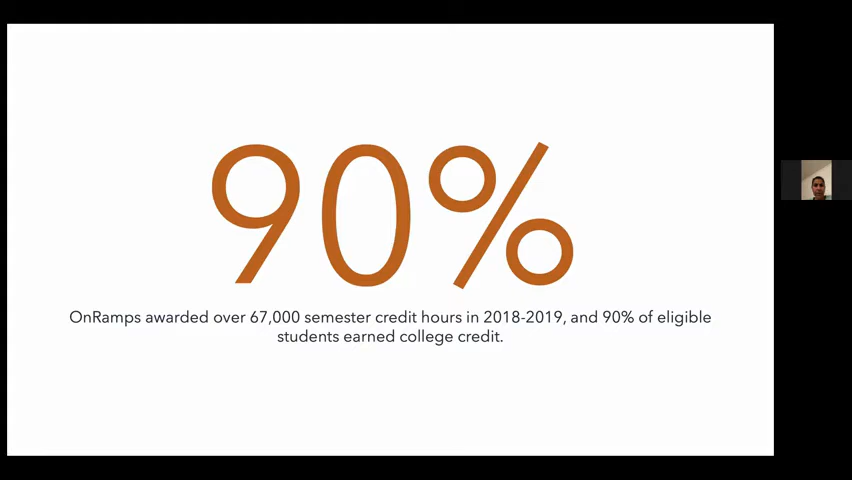 90%
OnRamps awarded over 67,000 semester credit hours in 2018-2019, and 90% of eligible
students earned college credit.